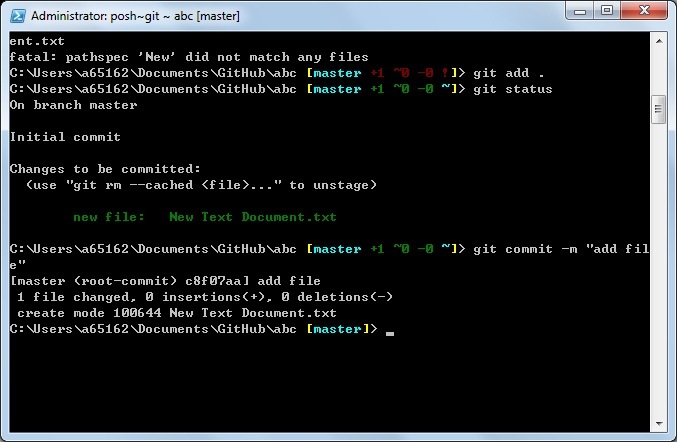 Administrator: posh~git ~ abc [master]
ent.txt
fatal: pathspec 'New' did not match any files
C:\Users\a65162\Documents\GitHub\abc [master +1 ~0 -0 !]> git add .
C:\Users\a65162\Documents\GitHub\abc [master +1 ~0 -0 ~]> git status
On branch master
Initial commit
Changes to be committed:
  (use "git rm --cached <file>..." to unstage)
        new file:   New Text Document.txt
C:\Users\a65162\Documents\GitHub\abc [master +1 ~0 -0 ~]> git commit -m "add fil
e"
[master (root-commit) c8f07aa] add file
 1 file changed, 0 insertions(+), 0 deletions(-)
 create mode 100644 New Text Document.txt
C:\Users\a65162\Documents\GitHub\abc [master]> _